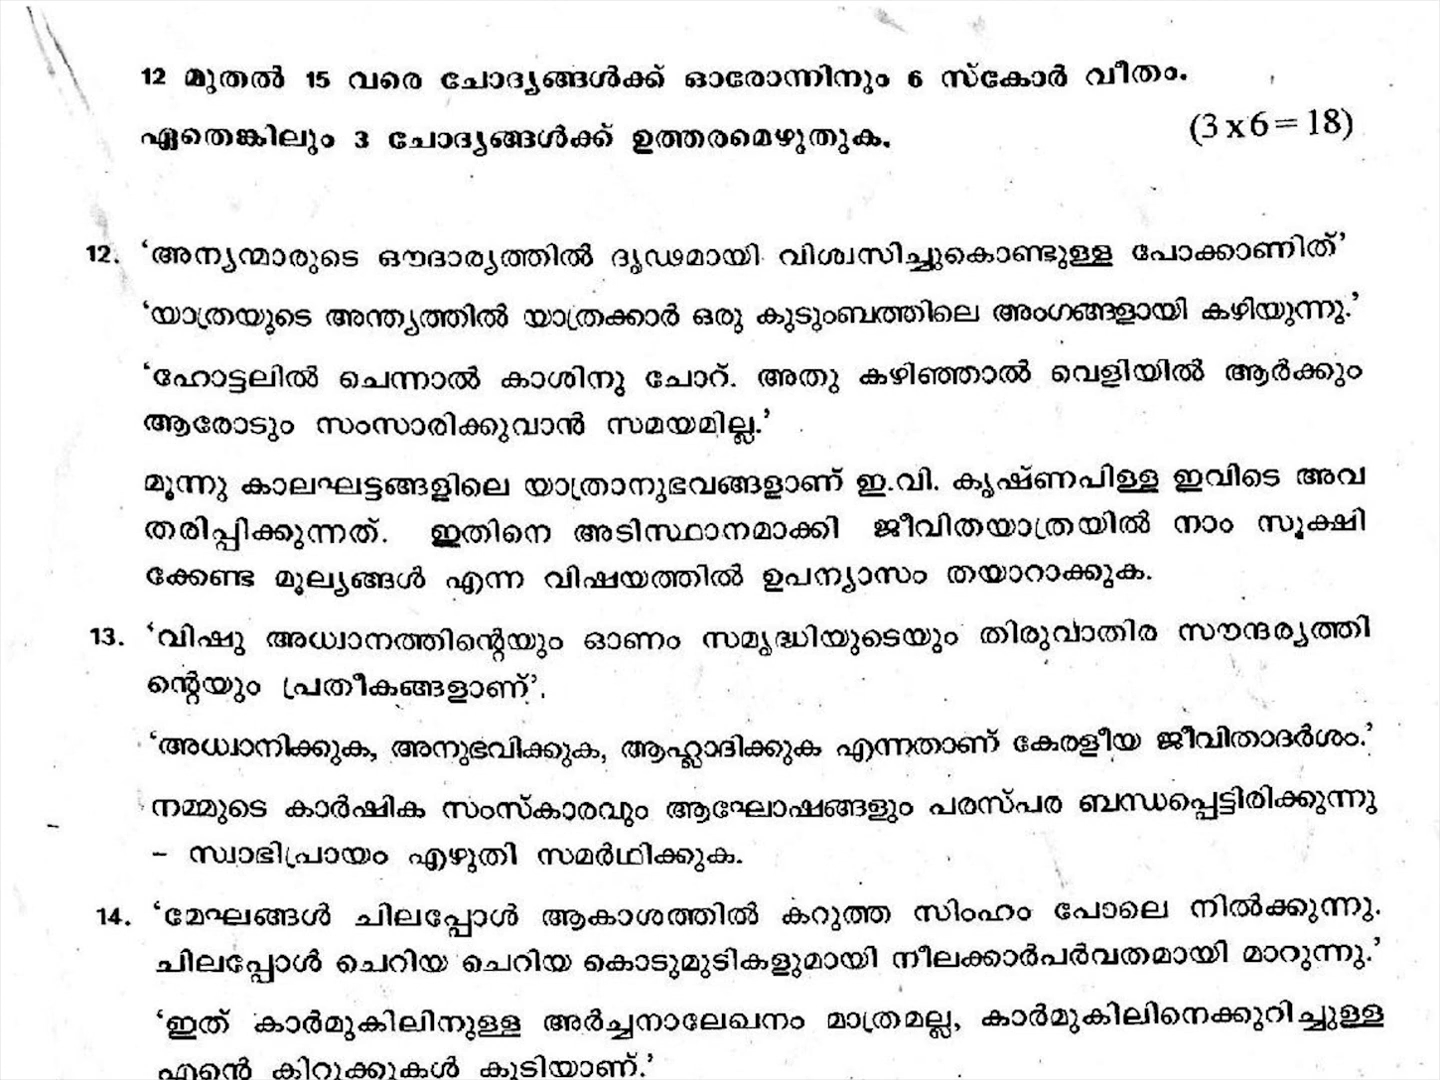 12 മുതൽ 15 വരെ ചോദ്യങ്ങൾക്ക് ഓരോന്നിനും 6 സ്കോർ വീതം.
ഏതെങ്കിലും 3 ചോദ്യങ്ങൾക്ക് ഉത്തരമെഴുതുക. (3 x 6 = 18)
12. ‘അന്യന്മാരുടെ ഔദാര്യത്തിൽ ദൃഢമായി വിശ്വസിച്ചുകൊണ്ടുള്ള പോക്കാണിത്’
‘യാത്രയുടെ അന്ത്യത്തിൽ യാത്രക്കാർ ഒരു കുടുംബത്തിലെ അംഗങ്ങളായി കഴിയുന്നു.’
‘ഹോട്ടലിൽ ചെന്നാൽ കാശിനു ചോറ്. അതു കഴിഞ്ഞാൽ വെളിയിൽ ആർക്കും
ആരോടും സംസാരിക്കുവാൻ സമയമില്ല.’
മൂന്നു കാലഘട്ടങ്ങളിലെ യാത്രാനുഭവങ്ങളാണ് ഇ.വി. കൃഷ്ണപിള്ള ഇവിടെ അവ
തരിപ്പിക്കുന്നത്. ഇതിനെ അടിസ്ഥാനമാക്കി ജീവിതയാത്രയിൽ നാം സൂക്ഷി
ക്കേണ്ട മൂല്യങ്ങൾ എന്ന വിഷയത്തിൽ ഉപന്യാസം തയാറാക്കുക.
13. ‘വിഷു അധ്വാനത്തിന്റെയും ഓണം സമൃദ്ധിയുടെയും തിരുവാതിര സൗന്ദര്യത്തി
ന്റെയും പ്രതീകങ്ങളാണ്’.
‘അധ്വാനിക്കുക, അനുഭവിക്കുക, ആഹ്ലാദിക്കുക എന്നതാണ് കേരളീയ ജീവിതാദർശം.’
നമ്മുടെ കാർഷിക സംസ്കാരവും ആഘോഷങ്ങളും പരസ്പര ബന്ധപ്പെട്ടിരിക്കുന്നു
– സ്വാഭിപ്രായം എഴുതി സമർഥിക്കുക.
14. ‘മേഘങ്ങൾ ചിലപ്പോൾ ആകാശത്തിൽ കറുത്ത സിംഹം പോലെ നിൽക്കുന്നു.
ചിലപ്പോൾ ചെറിയ ചെറിയ കൊടുമുടികളുമായി നീലക്കാർപർവതമായി മാറുന്നു.’
‘ഇത് കാർമുകിലിനുള്ള അർച്ചനാലേഖനം മാത്രമല്ല, കാർമുകിലിനെക്കുറിച്ചുള്ള
എന്റെ കിറുക്കുകൾ കൂടിയാണ്.’